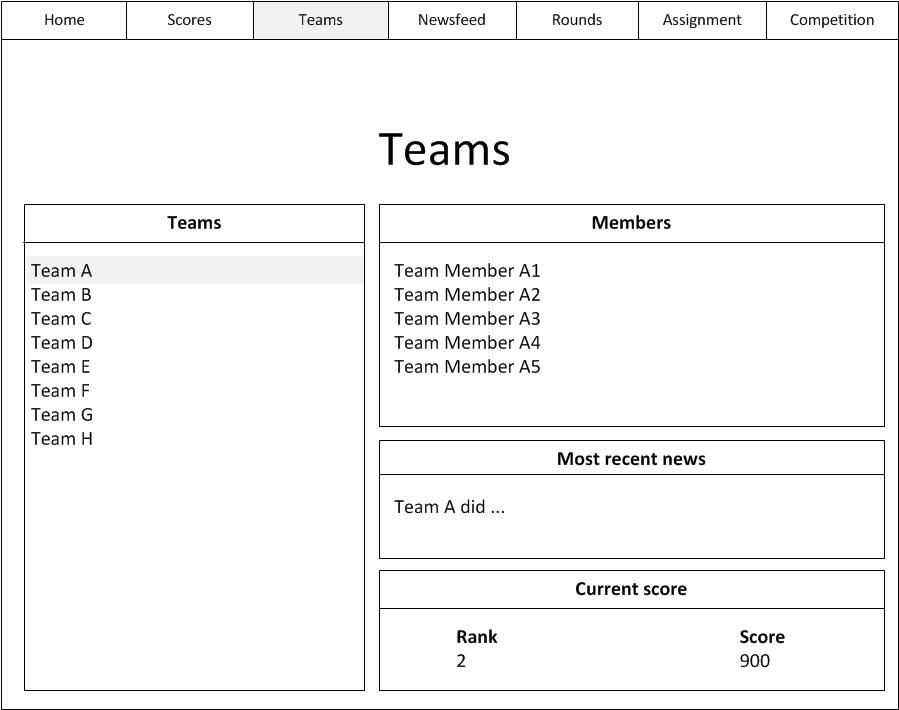 Home Scores Teams Newsfeed Rounds Assignment Competition
Teams
Teams
Team A
Team B
Team C
Team D
Team E
Team F
Team G
Team H
Members
Team Member A1
Team Member A2
Team Member A3
Team Member A4
Team Member A5
Most recent news
Team A did ...
Current score
Rank Score
2 900